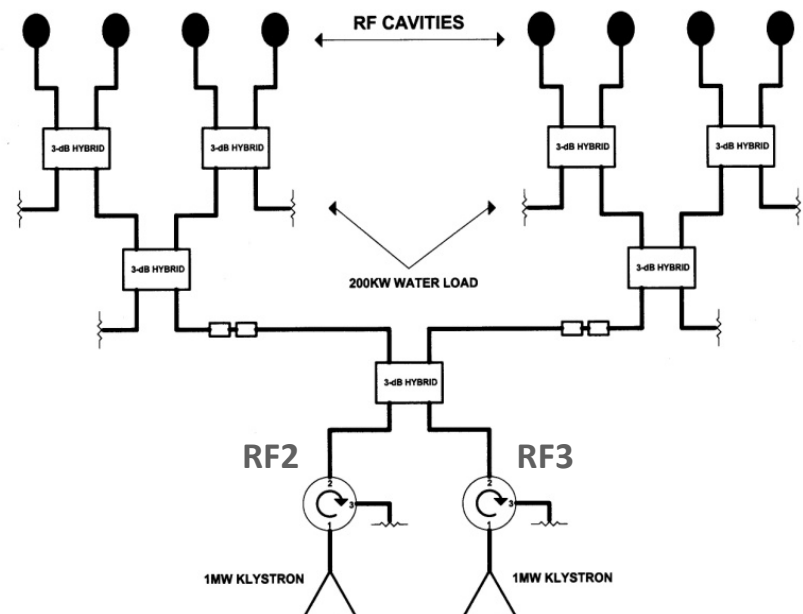 RF CAVITIES
3-dB HYBRID
3-dB HYBRID
3-dB HYBRID
3-dB HYBRID
3-dB HYBRID
3-dB HYBRID
200KW WATER LOAD
3-dB HYBRID
RF2
RF3
2
3
1
2
3
1
1MW KLYSTRON
1MW KLYSTRON